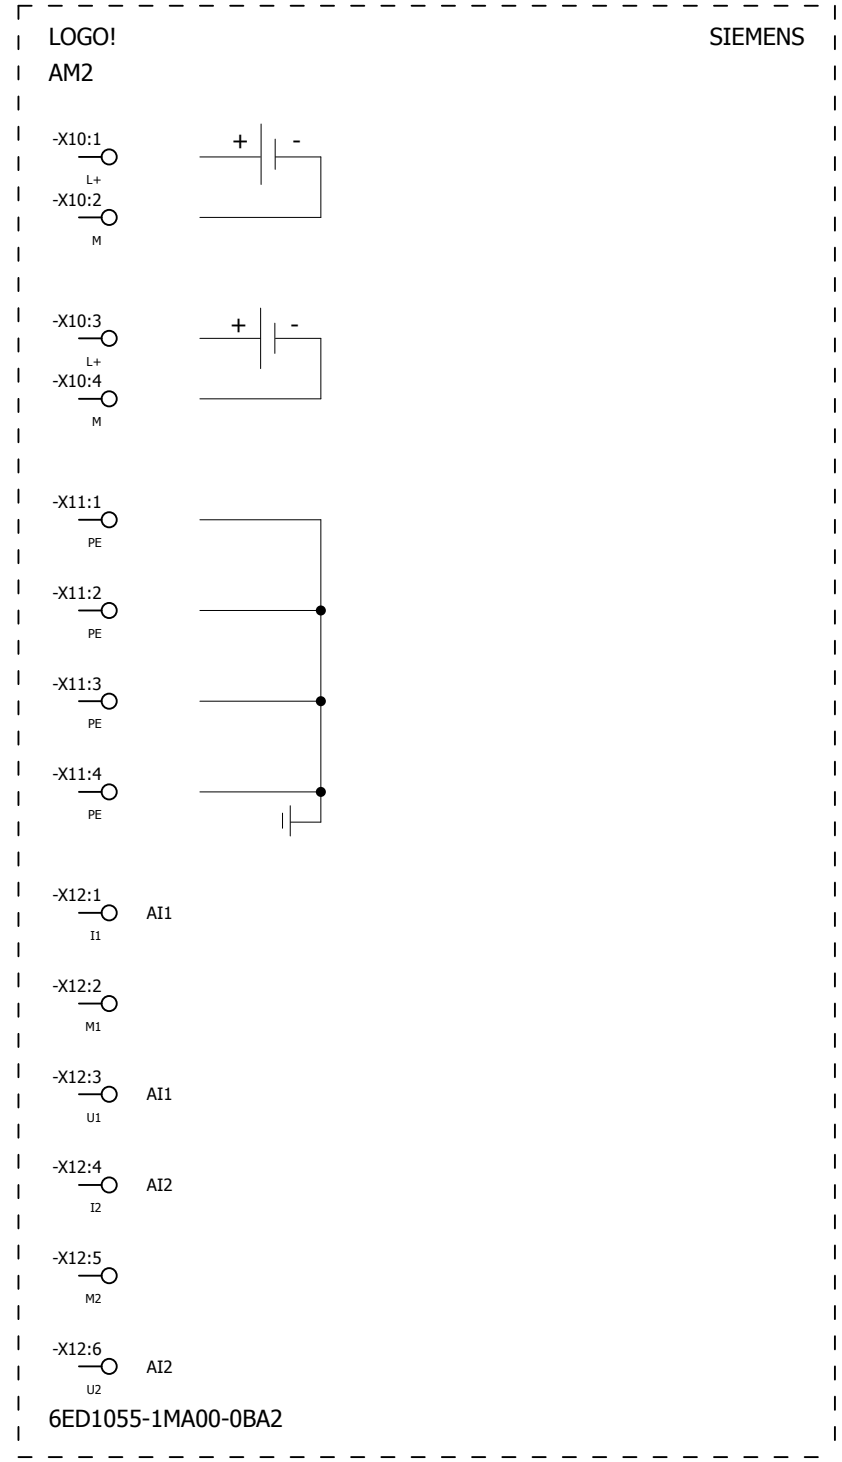 LOGO! SIEMENS
AM2
-X10:1
+ -
L+
-X10:2
M
-X10:3
+ -
L+
-X10:4
M
-X11:1
PE
-X11:2
PE
-X11:3
PE
-X11:4
PE
-X12:1
AI1
I1
-X12:2
M1
-X12:3
AI1
U1
-X12:4
AI2
I2
-X12:5
M2
-X12:6
AI2
U2
6ED1055-1MA00-0BA2